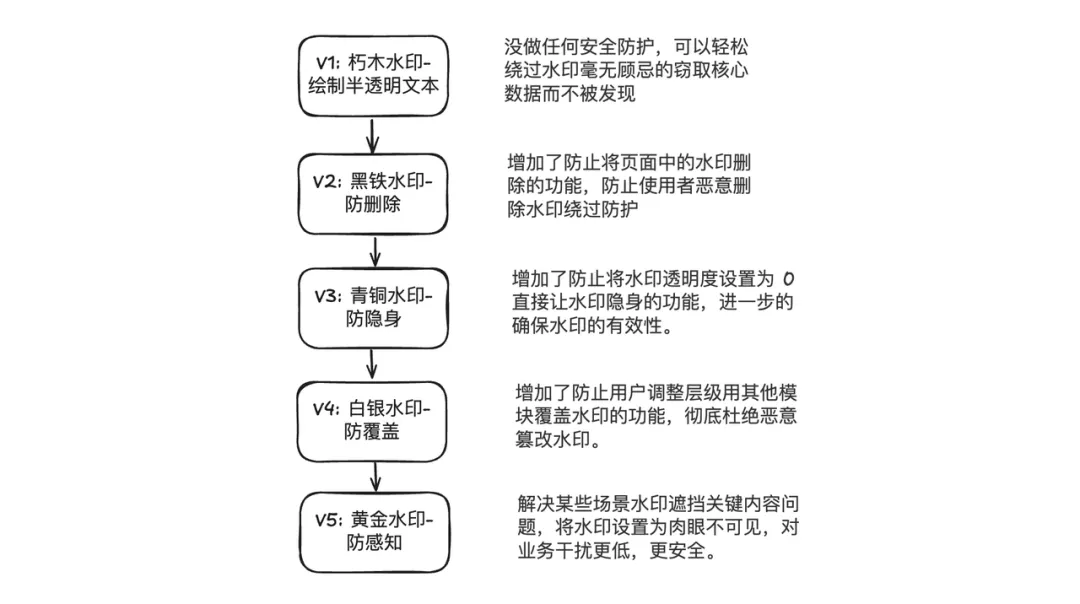 V1: 朽木水印-
绘制半透明文本
没做任何安全防护，可以轻松
绕过水印毫无顾忌的窃取核心
数据而不被发现
V2: 黑铁水印-
防删除
增加了防止将页面中的水印删
除的功能，防止使用者恶意删
除水印绕过防护
V3: 青铜水印-
防隐身
增加了防止将水印透明度设置为 0
直接让水印隐身的功能，进一步的
确保水印的有效性。
V4: 白银水印-
防覆盖
增加了防止用户调整层级用其他模
块覆盖水印的功能，彻底杜绝恶意
篡改水印。
V5: 黄金水印-
防感知
解决某些场景水印遮挡关键内容问
题，将水印设置为肉眼不可见，对
业务干扰更低，更安全。